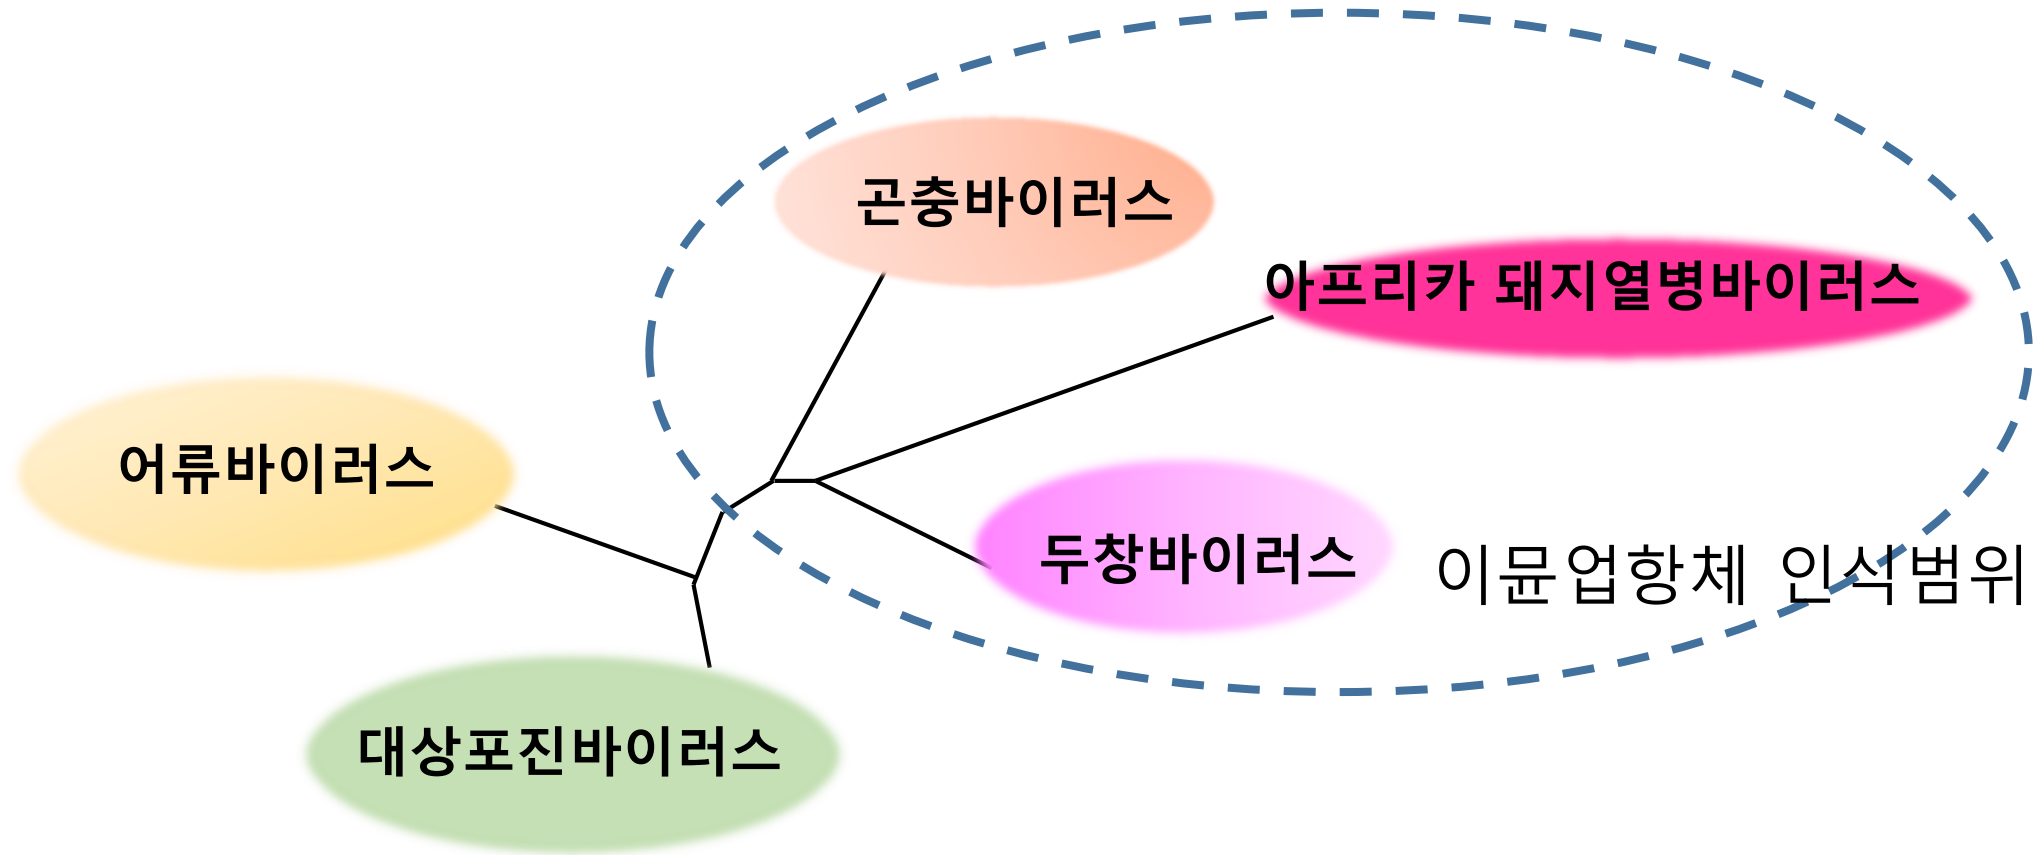 곤충바이러스
아프리카 돼지열병바이러스
어류바이러스
두창바이러스
이뮨업항체 인식범위
대상포진바이러스